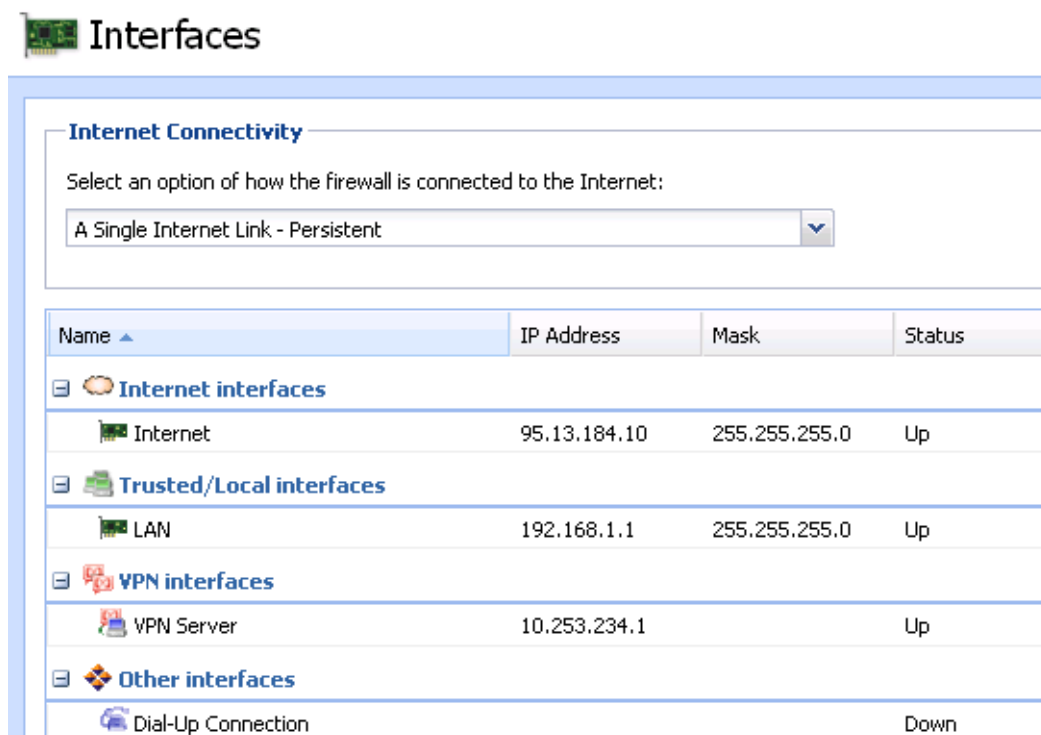 Interfaces
Internet Connectivity
Select an option of how the firewall is connected to the Internet:
A Single Internet Link - Persistent
Name IP Address Mask Status
Internet interfaces
Internet 95.13.184.10 255.255.255.0 Up
Trusted/Local interfaces
LAN 192.168.1.1 255.255.255.0 Up
VPN interfaces
VPN Server 10.253.234.1 Up
Other interfaces
Dial-Up Connection Down